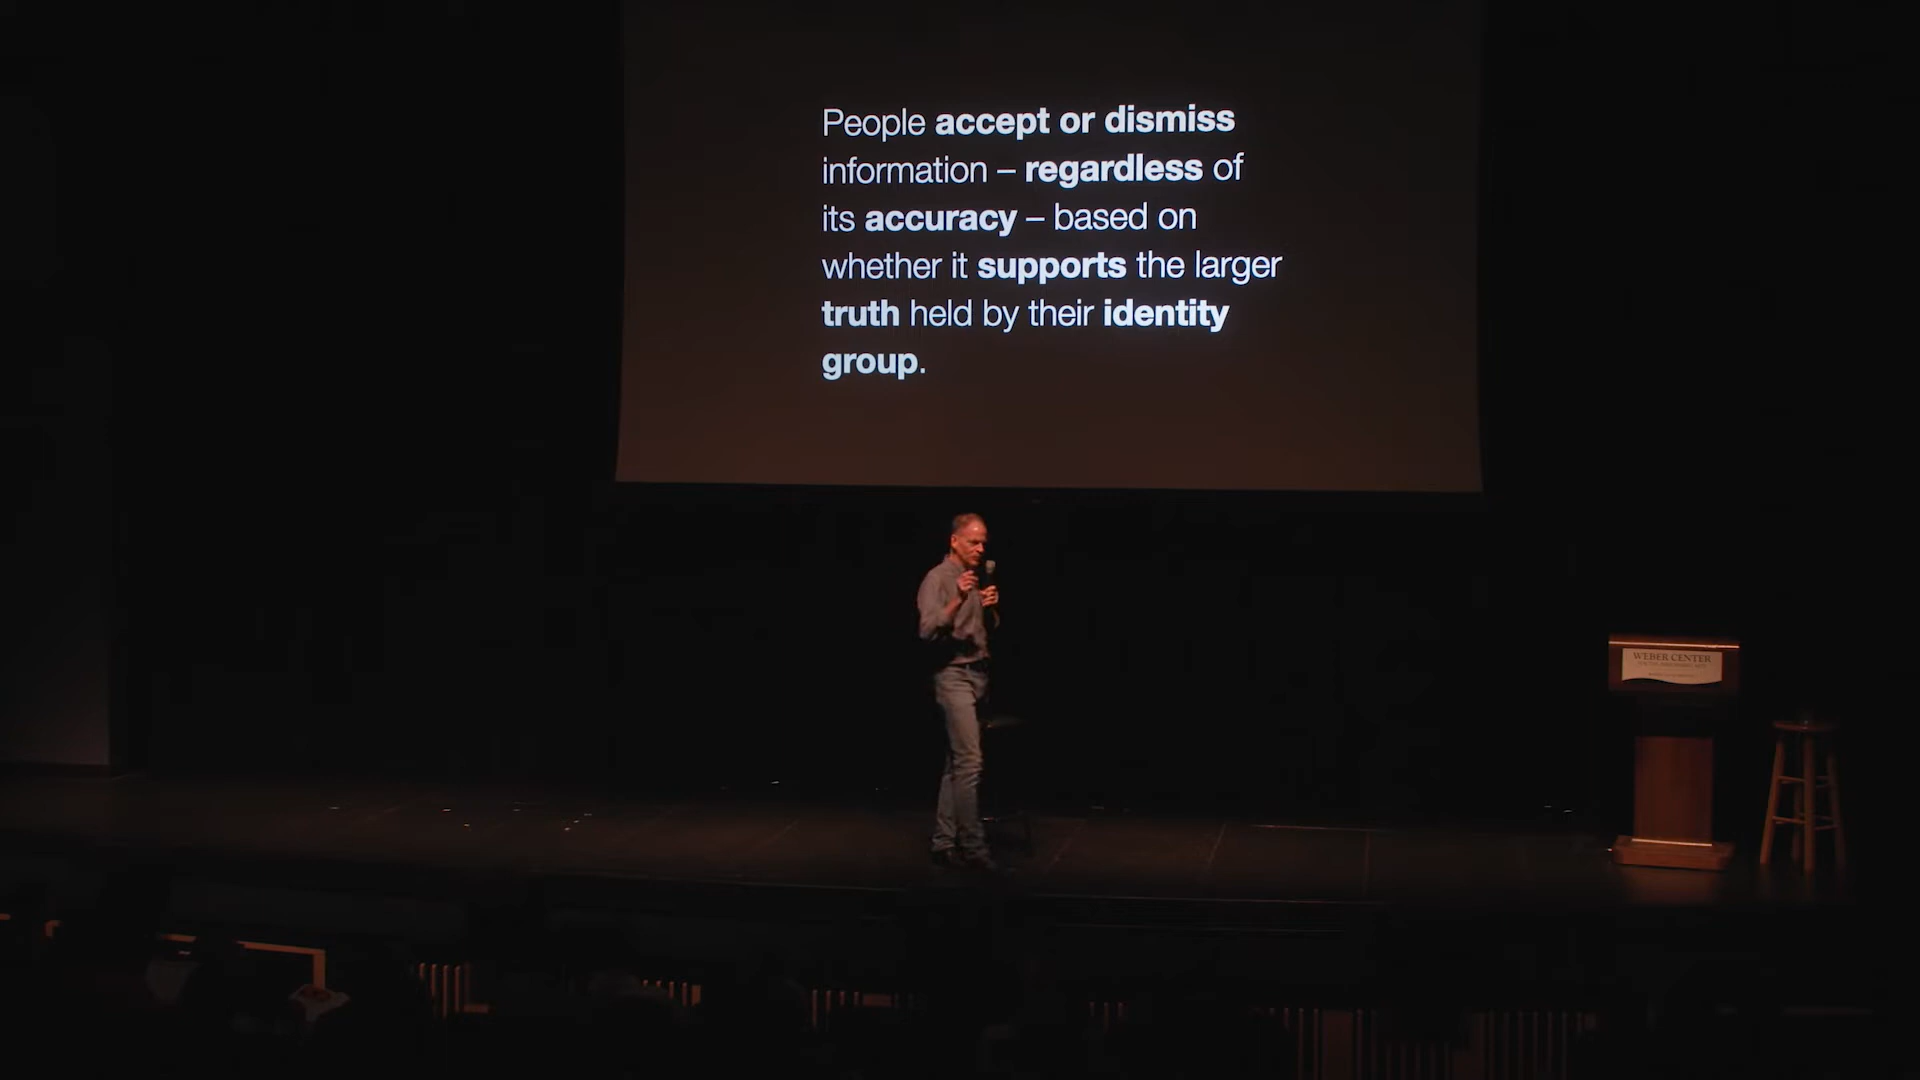 People accept or dismiss
information – regardless of
its accuracy – based on
whether it supports the larger
truth held by their identity
group.
WEBER CENTER